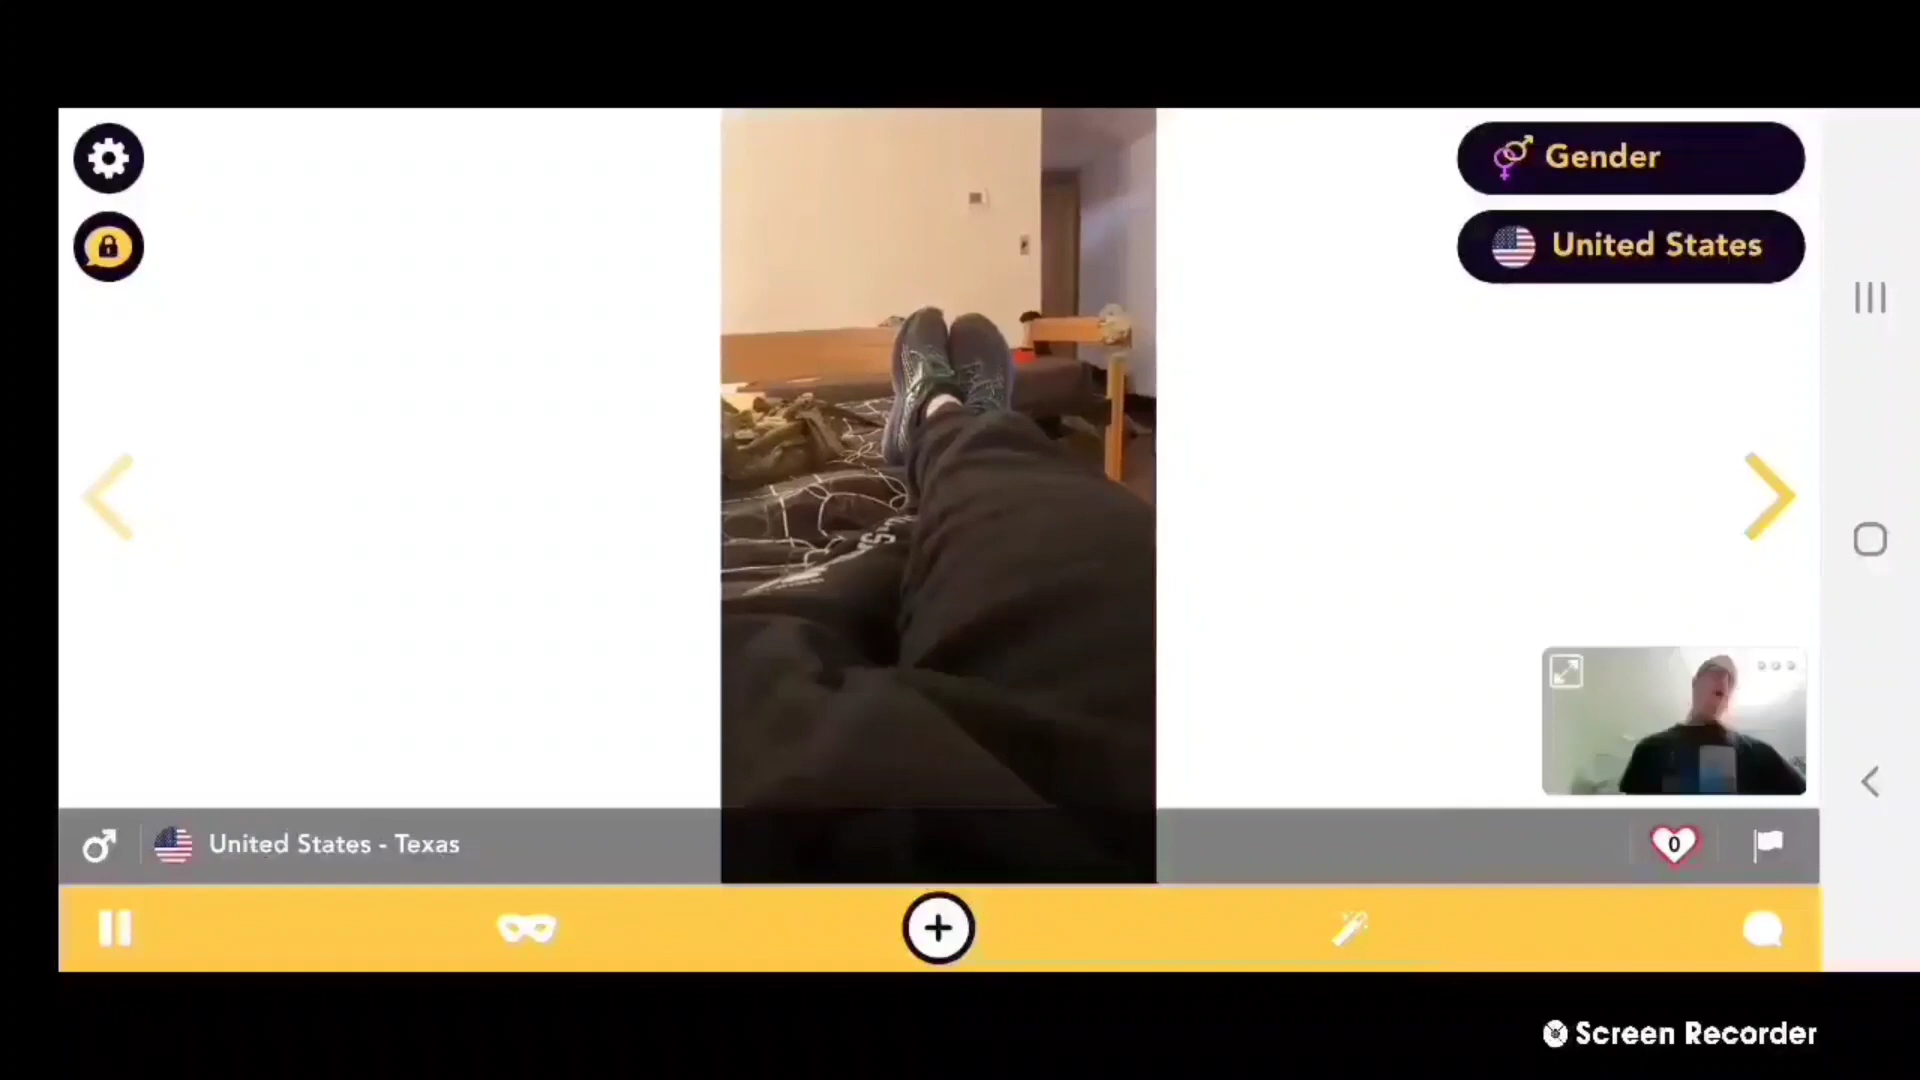 Gender
United States
United States - Texas
0
Screen Recorder